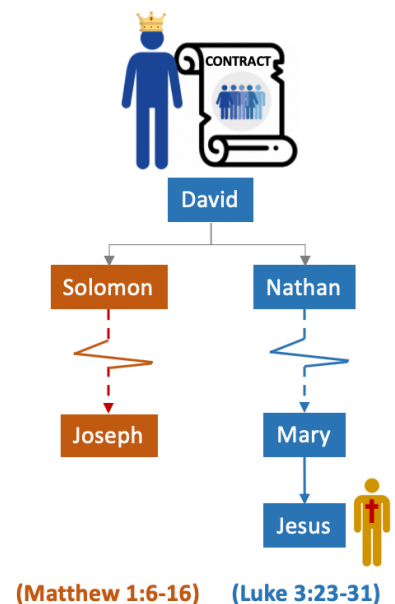 CONTRACT
David
Solomon
Nathan
Joseph
Mary
Jesus
(Matthew 1:6-16)
(Luke 3:23-31)